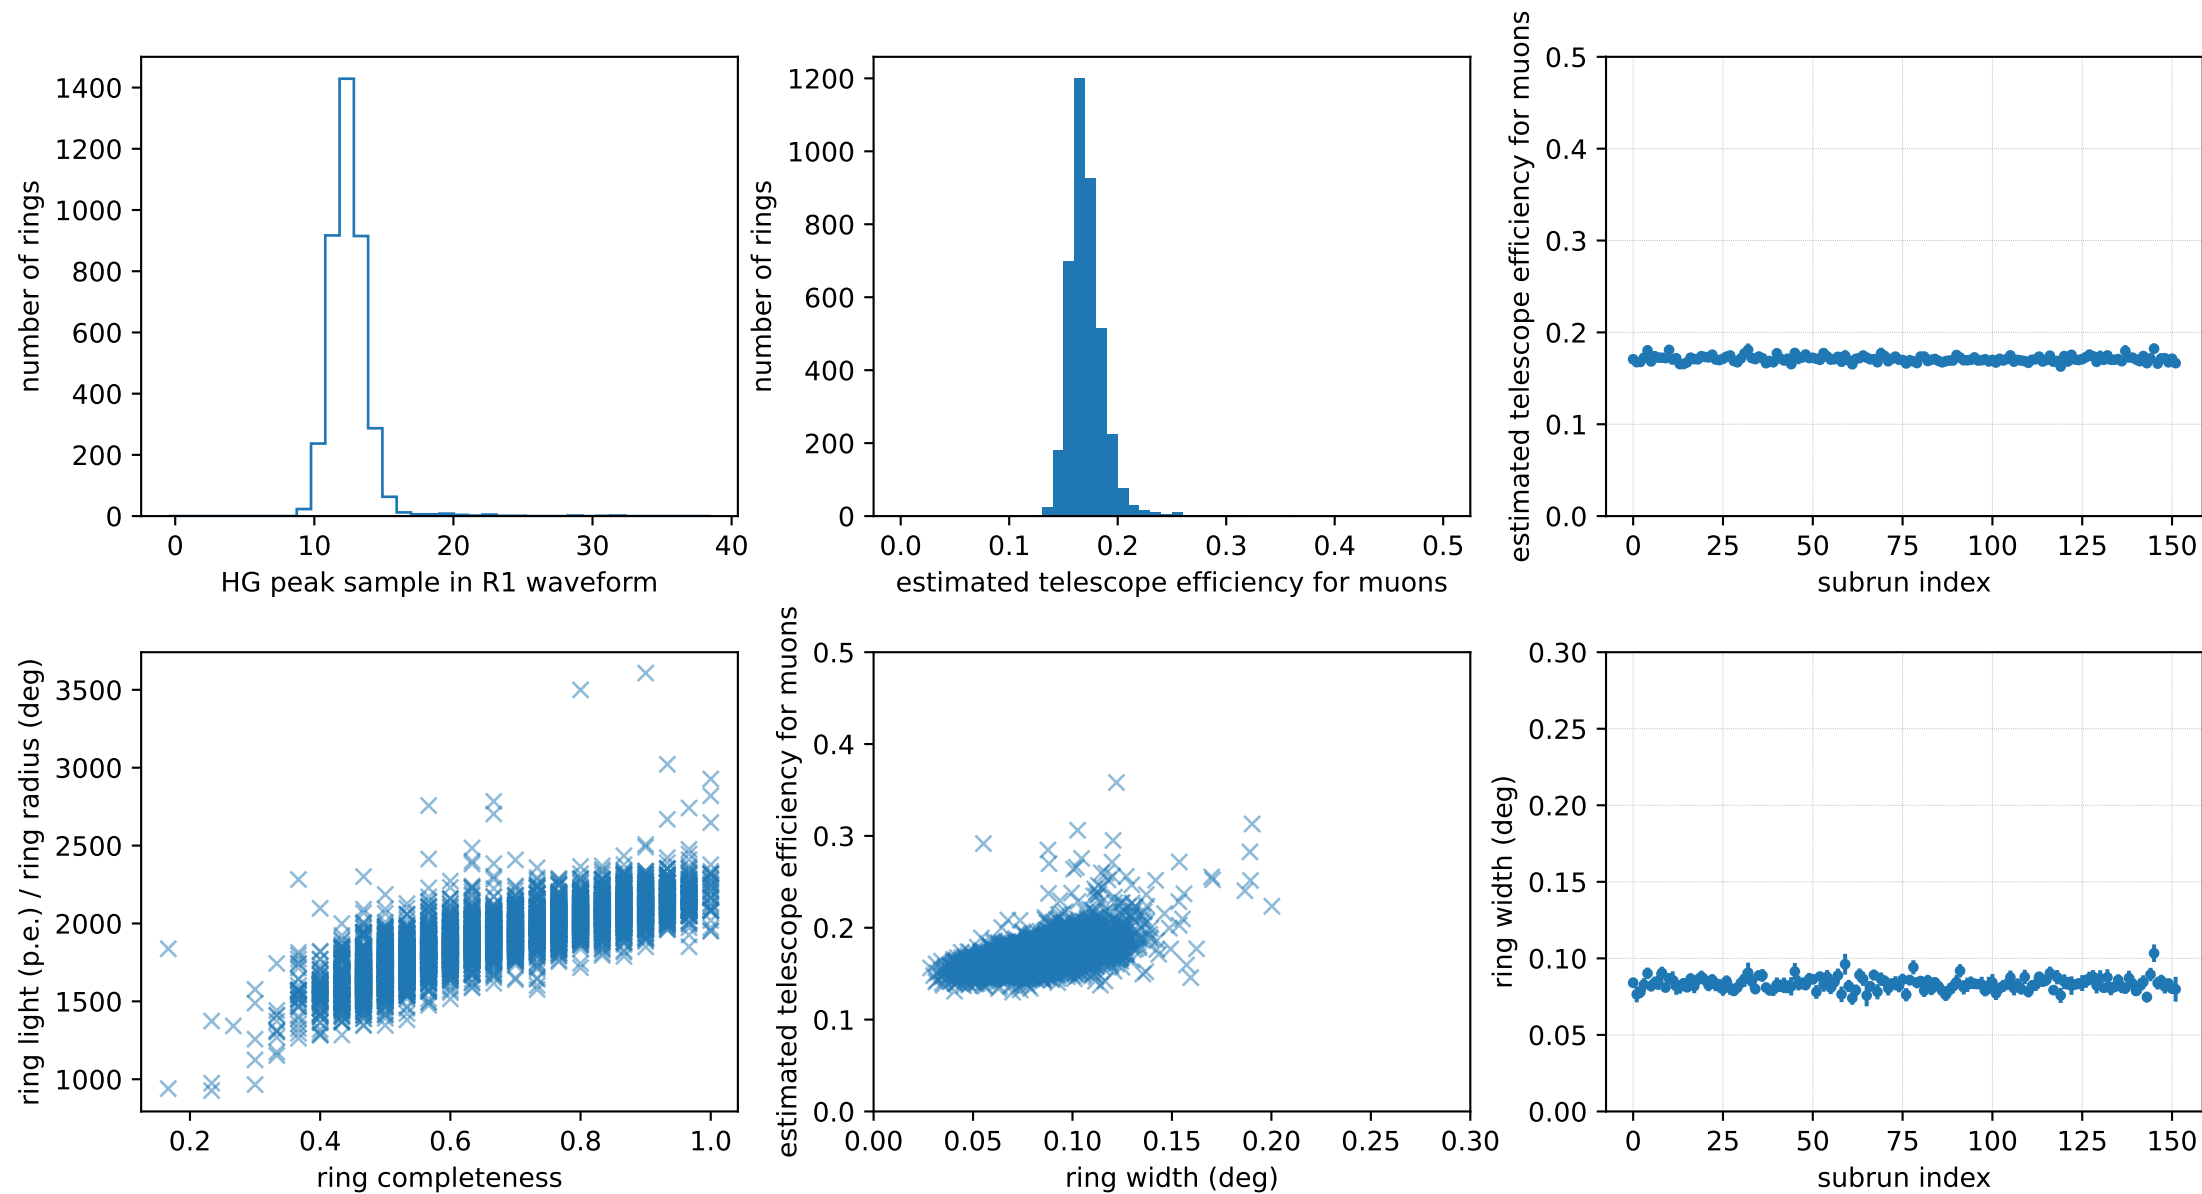 number of rings
1400
1200
1000
800
600
400
200
0
0 10 20 30 40
HG peak sample in R1 waveform
number of rings
1200
1000
800
600
400
200
0
0.0 0.1 0.2 0.3 0.4 0.5
estimated telescope efficiency for muons
estimated telescope efficiency for muons
0.5
0.4
0.3
0.2
0.1
0.0
0 25 50 75 100 125 150
subrun index
ring light (p.e.) / ring radius (deg)
3500
3000
2500
2000
1500
1000
0.2 0.4 0.6 0.8 1.0
ring completeness
estimated telescope efficiency for muons
0.5
0.4
0.3
0.2
0.1
0.0
0.00 0.05 0.10 0.15 0.20 0.25 0.30
ring width (deg)
ring width (deg)
0.30
0.25
0.20
0.15
0.10
0.05
0.00
0 25 50 75 100 125 150
subrun index